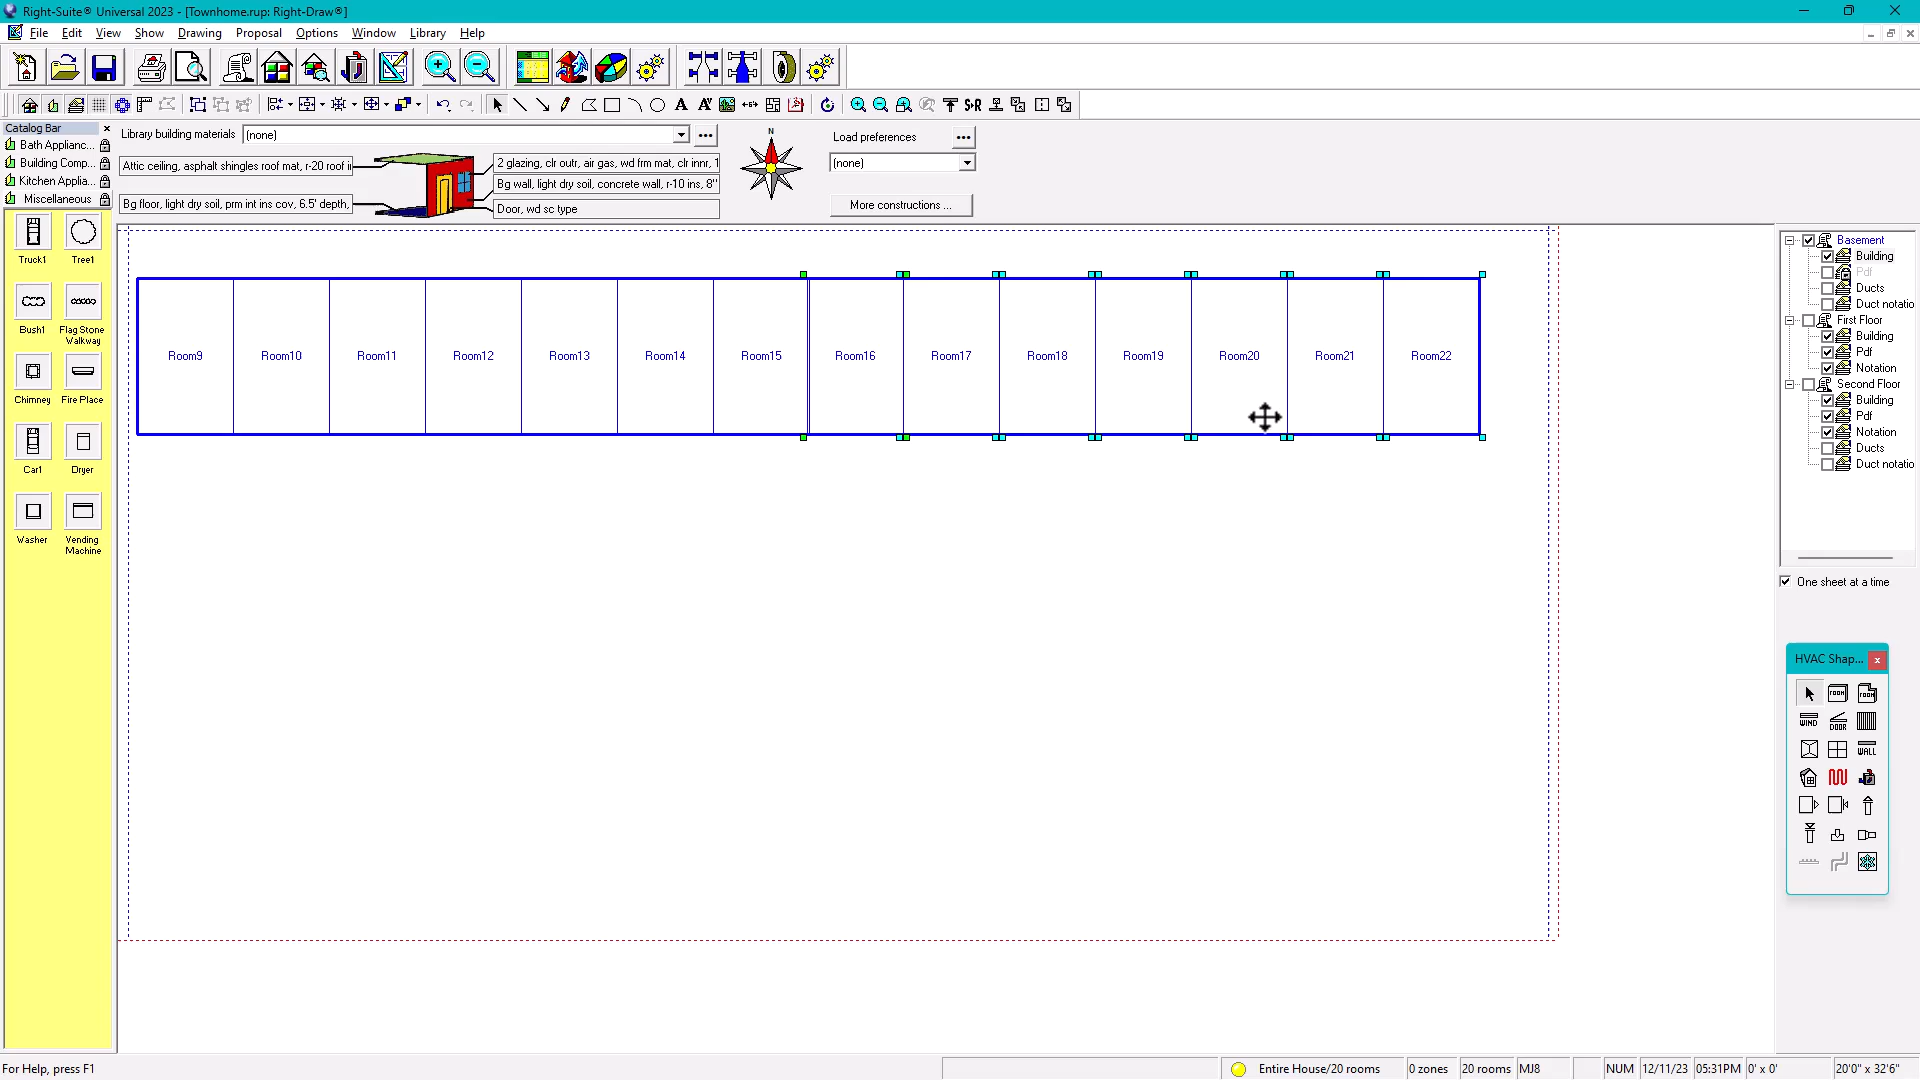 Right-Suite® Universal 2023 - [Townhome.rup: Right-Draw®]
File Edit View Show Drawing Proposal Options Window Library Help
Catalog Bar
Bath Applianc...
Building Comp...
Kitchen Applia...
Miscellaneous
Library building materials (none)
Attic ceiling, asphalt shingles roof mat, r-20 roof i
Bg floor, light dry soil, prm int ins cov, 6.5' depth,
2 glazing, clr outr, air gas, wd frm mat, clr innr, 1
Bg wall, light dry soil, concrete wall, r-10 ins, 8"
Door, wd sc type
N
Load preferences
(none)
More constructions ...
S-R
Truck1 Tree1
Bush1 Flag Stone
Walkway
Chimney Fire Place
Car1 Dryer
Washer Vending
Machine
Room9 Room10 Room11 Room12 Room13 Room14 Room15 Room16 Room17 Room18 Room19 Room20 Room21 Room22
Basement
Building
Pdf
Ducts
Duct notatio
First Floor
Building
Pdf
Notation
Second Floor
Building
Pdf
Notation
Ducts
Duct notatio
One sheet at a time
HVAC Shap...
ROOM ROOM
WIND DOOR
WALL
For Help, press F1
Entire House/20 rooms 0 zones 20 rooms MJ8 NUM 12/11/23 05:31PM 0' x 0' 20'0" x 32'6"